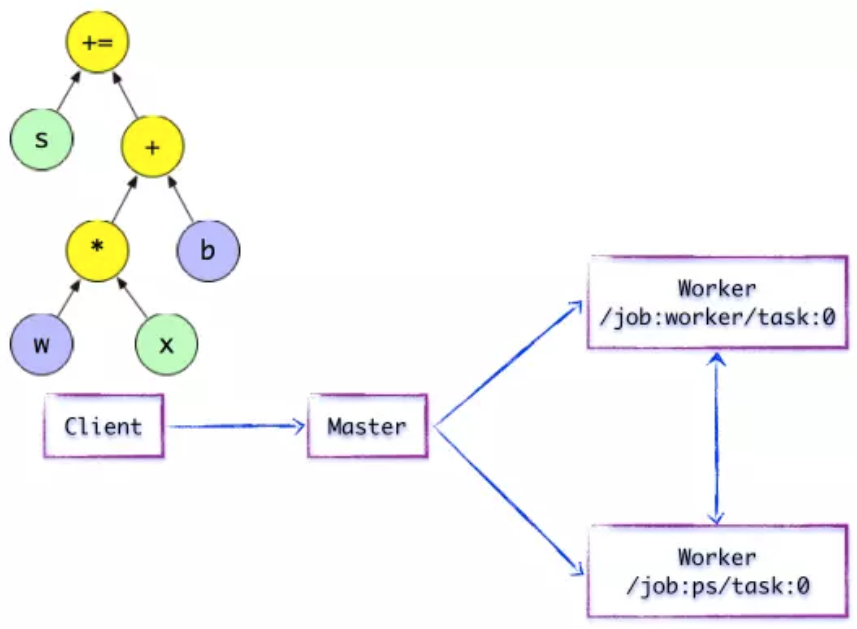 +=
s
+
*
b
w
x
Client
Master
Worker
/job:worker/task:0
Worker
/job:ps/task:0